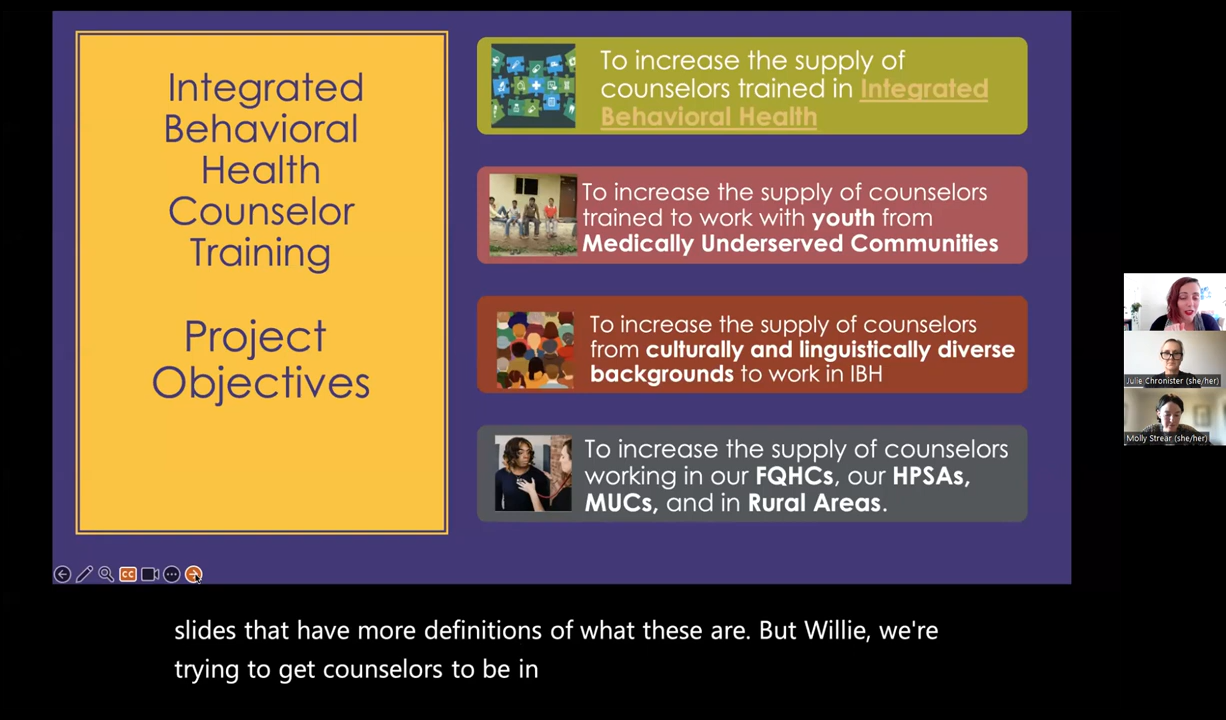 Integrated
Behavioral
Health
Counselor
Training
Project
Objectives
To increase the supply of
counselors trained in Integrated
Behavioral Health
To increase the supply of counselors
trained to work with youth from
Medically Underserved Communities
To increase the supply of counselors
from culturally and linguistically diverse
backgrounds to work in IBH
To increase the supply of counselors
working in our FQHCs, our HPSAs,
MUCs, and in Rural Areas.
CC
Julie Chronister (she/her)
Molly Strear (she/her)
slides that have more definitions of what these are. But Willie, we're
trying to get counselors to be in